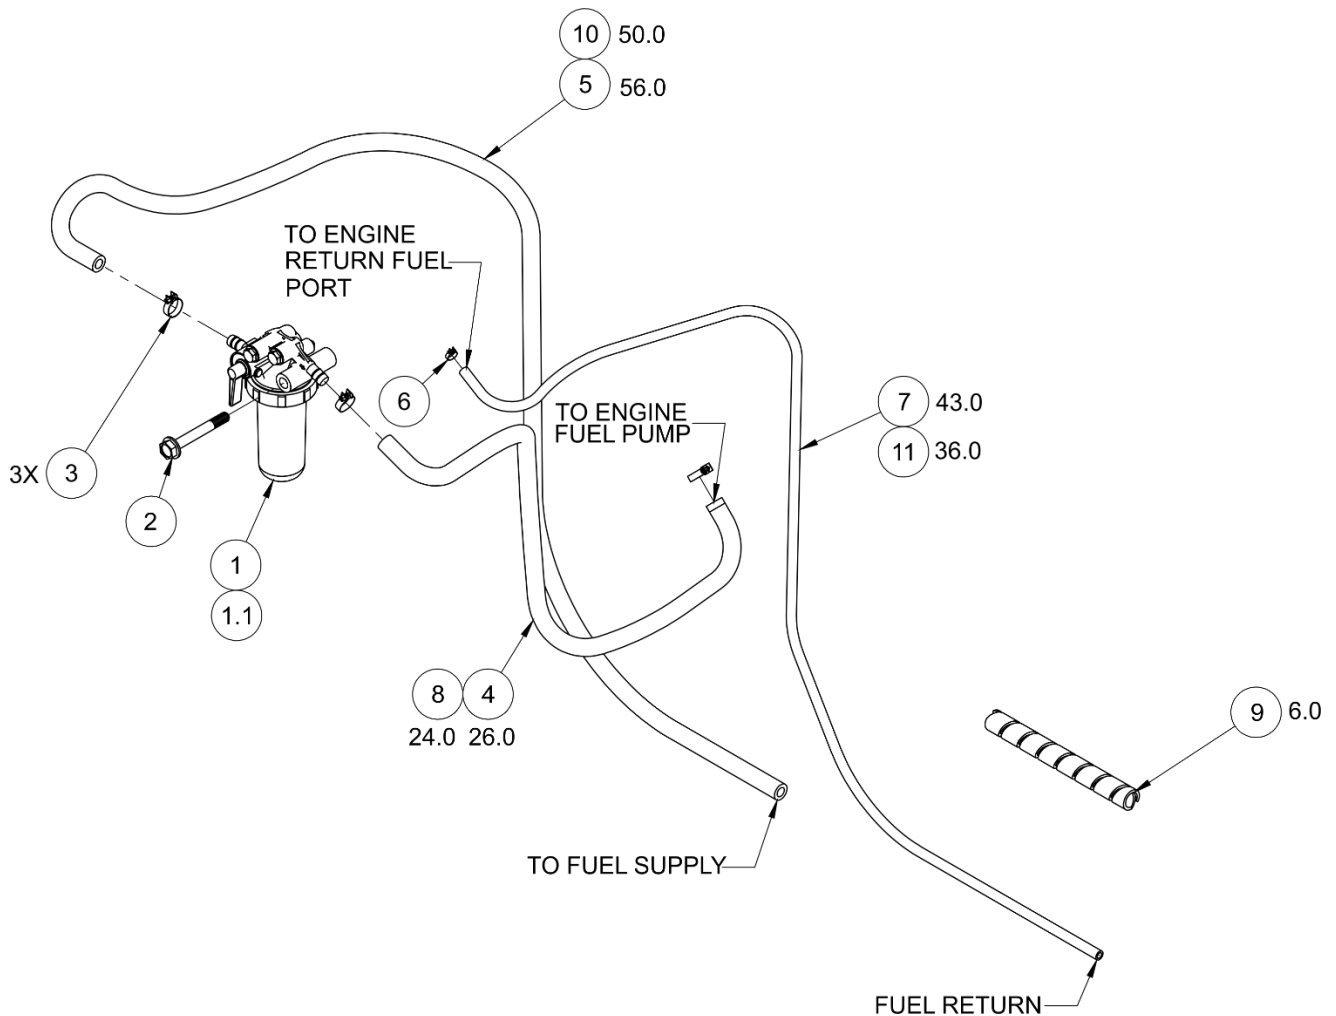 10 50.0
5 56.0
TO ENGINE
RETURN FUEL
PORT
6
7 43.0
TO ENGINE
FUEL PUMP
11 36.0
3X 3
2
1
1.1
8 4
24.0 26.0
9 6.0
TO FUEL SUPPLY
FUEL RETURN